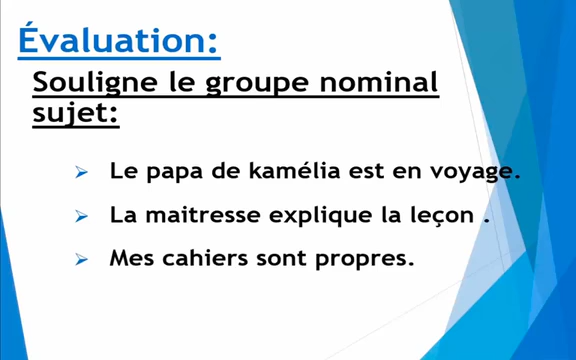 Évaluation:
Souligne le groupe nominal
sujet:
Le papa de kamélia est en voyage.
La maitresse explique la leçon .
Mes cahiers sont propres.